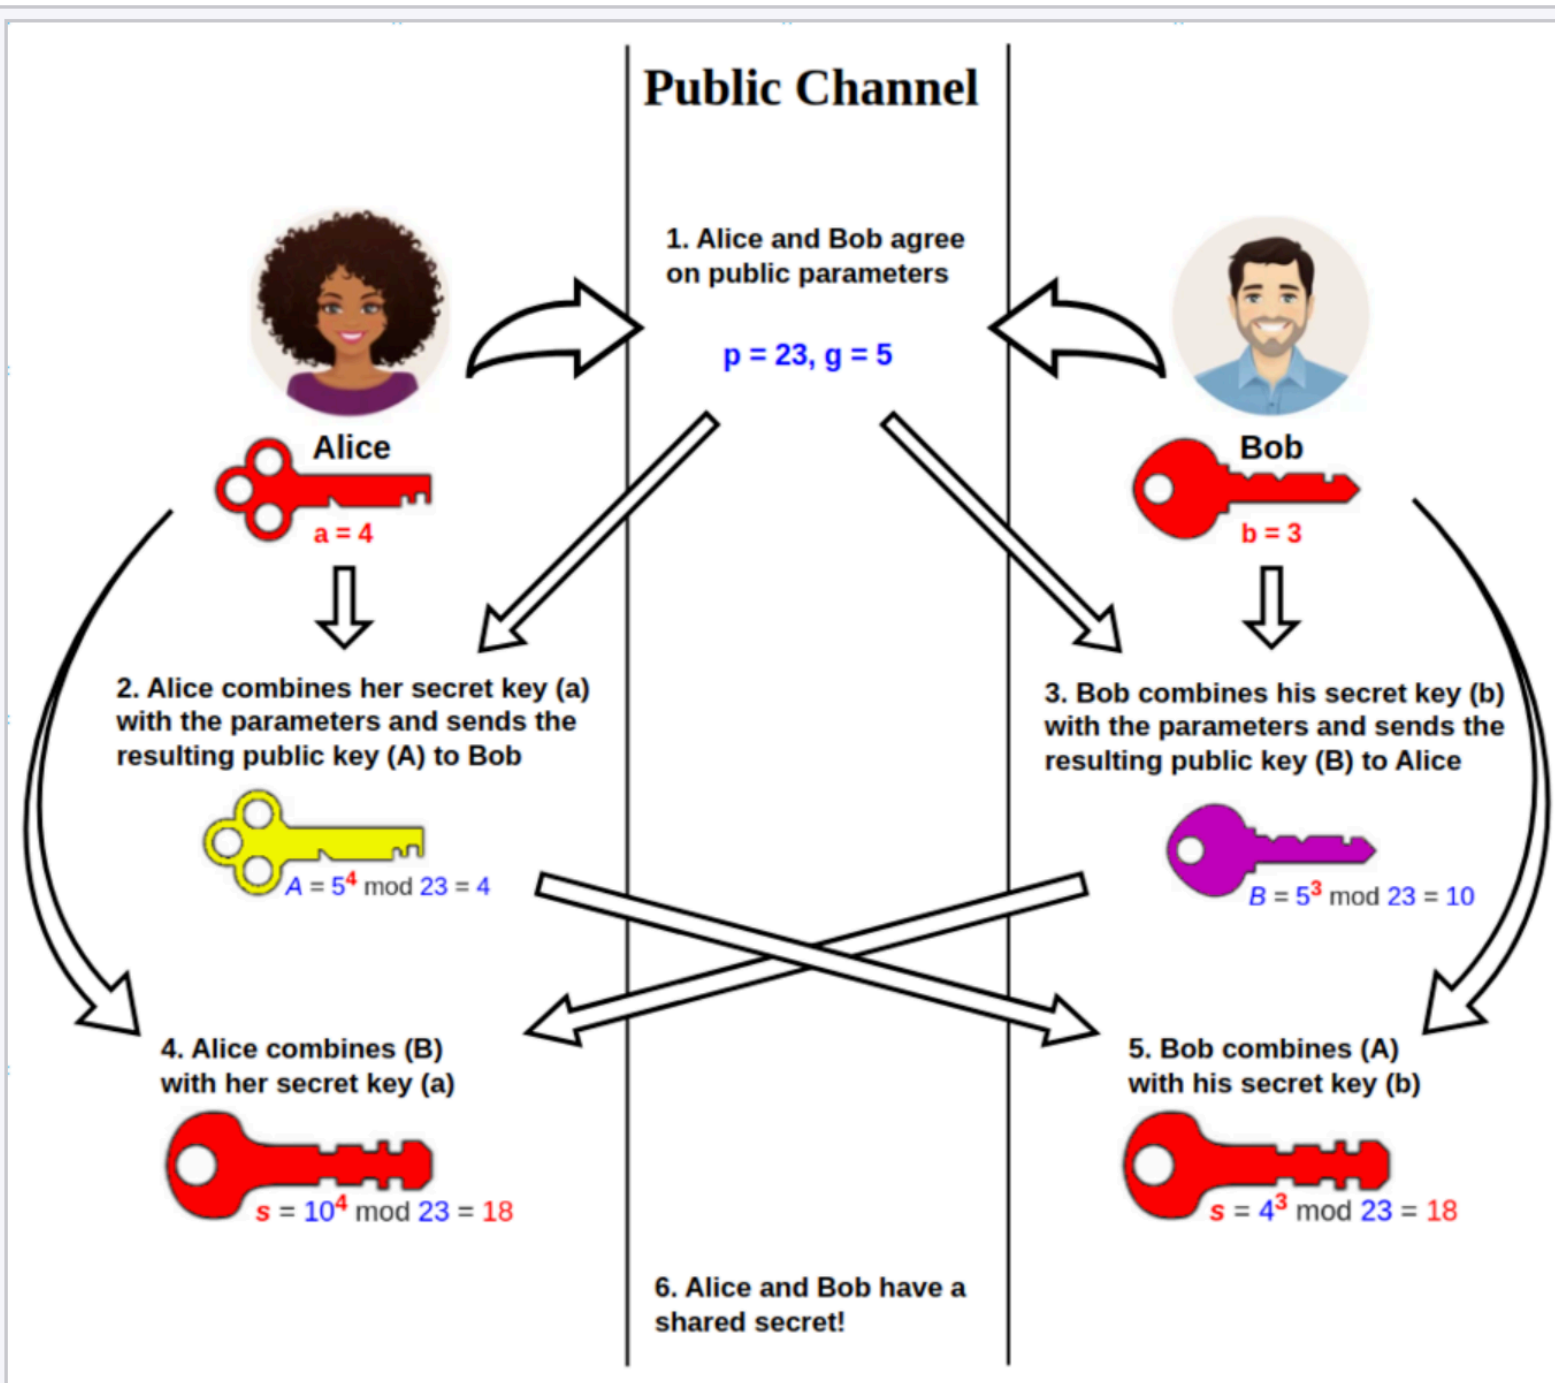 Public Channel
1. Alice and Bob agree
on public parameters
p = 23, g = 5
Alice
a = 4
Bob
b = 3
2. Alice combines her secret key (a)
with the parameters and sends the
resulting public key (A) to Bob
A = 5⁴ mod 23 = 4
3. Bob combines his secret key (b)
with the parameters and sends the
resulting public key (B) to Alice
B = 5³ mod 23 = 10
4. Alice combines (B)
with her secret key (a)
s = 10⁴ mod 23 = 18
5. Bob combines (A)
with his secret key (b)
s = 4³ mod 23 = 18
6. Alice and Bob have a
shared secret!